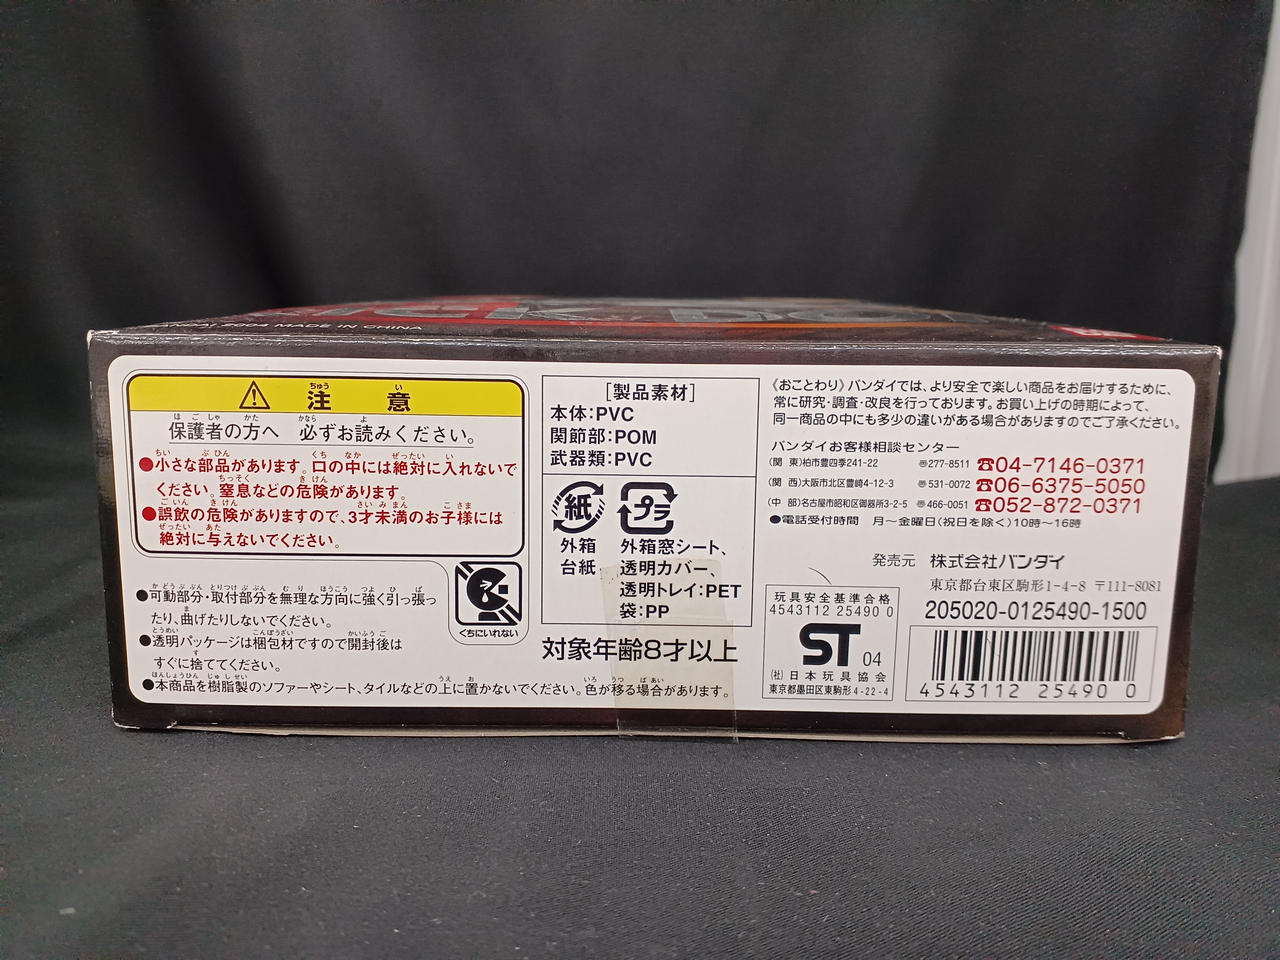 BANDAI 2004 MADE IN CHINA
注意
保護者の方へ 必ずお読みください。
●小さな部品があります。口の中には絶対に入れないで
ください。窒息などの危険があります。
●誤飲の危険がありますので、3才未満のお子様には
絶対に与えないでください。
●可動部分・取付部分を無理な方向に強く引っ張っ
たり、曲げたりしないでください。
●透明パッケージは梱包材ですので開封後は
すぐに捨ててください。
●本商品を樹脂製のソファーやシート、タイルなどの上に置かないでください。色が移る場合があります。
くちにいれない
[製品素材]
本体:PVC
関節部:POM
武器類:PVC
紙
外箱
台紙
プラ
外箱窓シート、
透明カバー、
透明トレイ:PET
袋:PP
対象年齢8才以上
《おことわり》バンダイでは、より安全で楽しい商品をお届けするために、
常に研究・調査・改良を行っております。お買い上げの時期によって、
同一商品の中にも多少の違いがある場合がありますのでご了承ください。
バンダイお客様相談センター
(関 東)柏市豊四季241-22 〠277-8511 ☎04-7146-0371
(関 西)大阪市北区豊崎4-12-3 〠531-0072 ☎06-6375-5050
(中 部)名古屋市昭和区御器所3-2-5 〠466-0051 ☎052-872-0371
●電話受付時間 月〜金曜日(祝日を除く)10時〜16時
発売元 株式会社バンダイ
東京都台東区駒形1-4-8 〒111-8081
205020-0125490-1500
玩具安全基準合格
4543112 25490 0
ST 04
(社)日本玩具協会
東京都墨田区東駒形4-22-4
4543112 25490 0